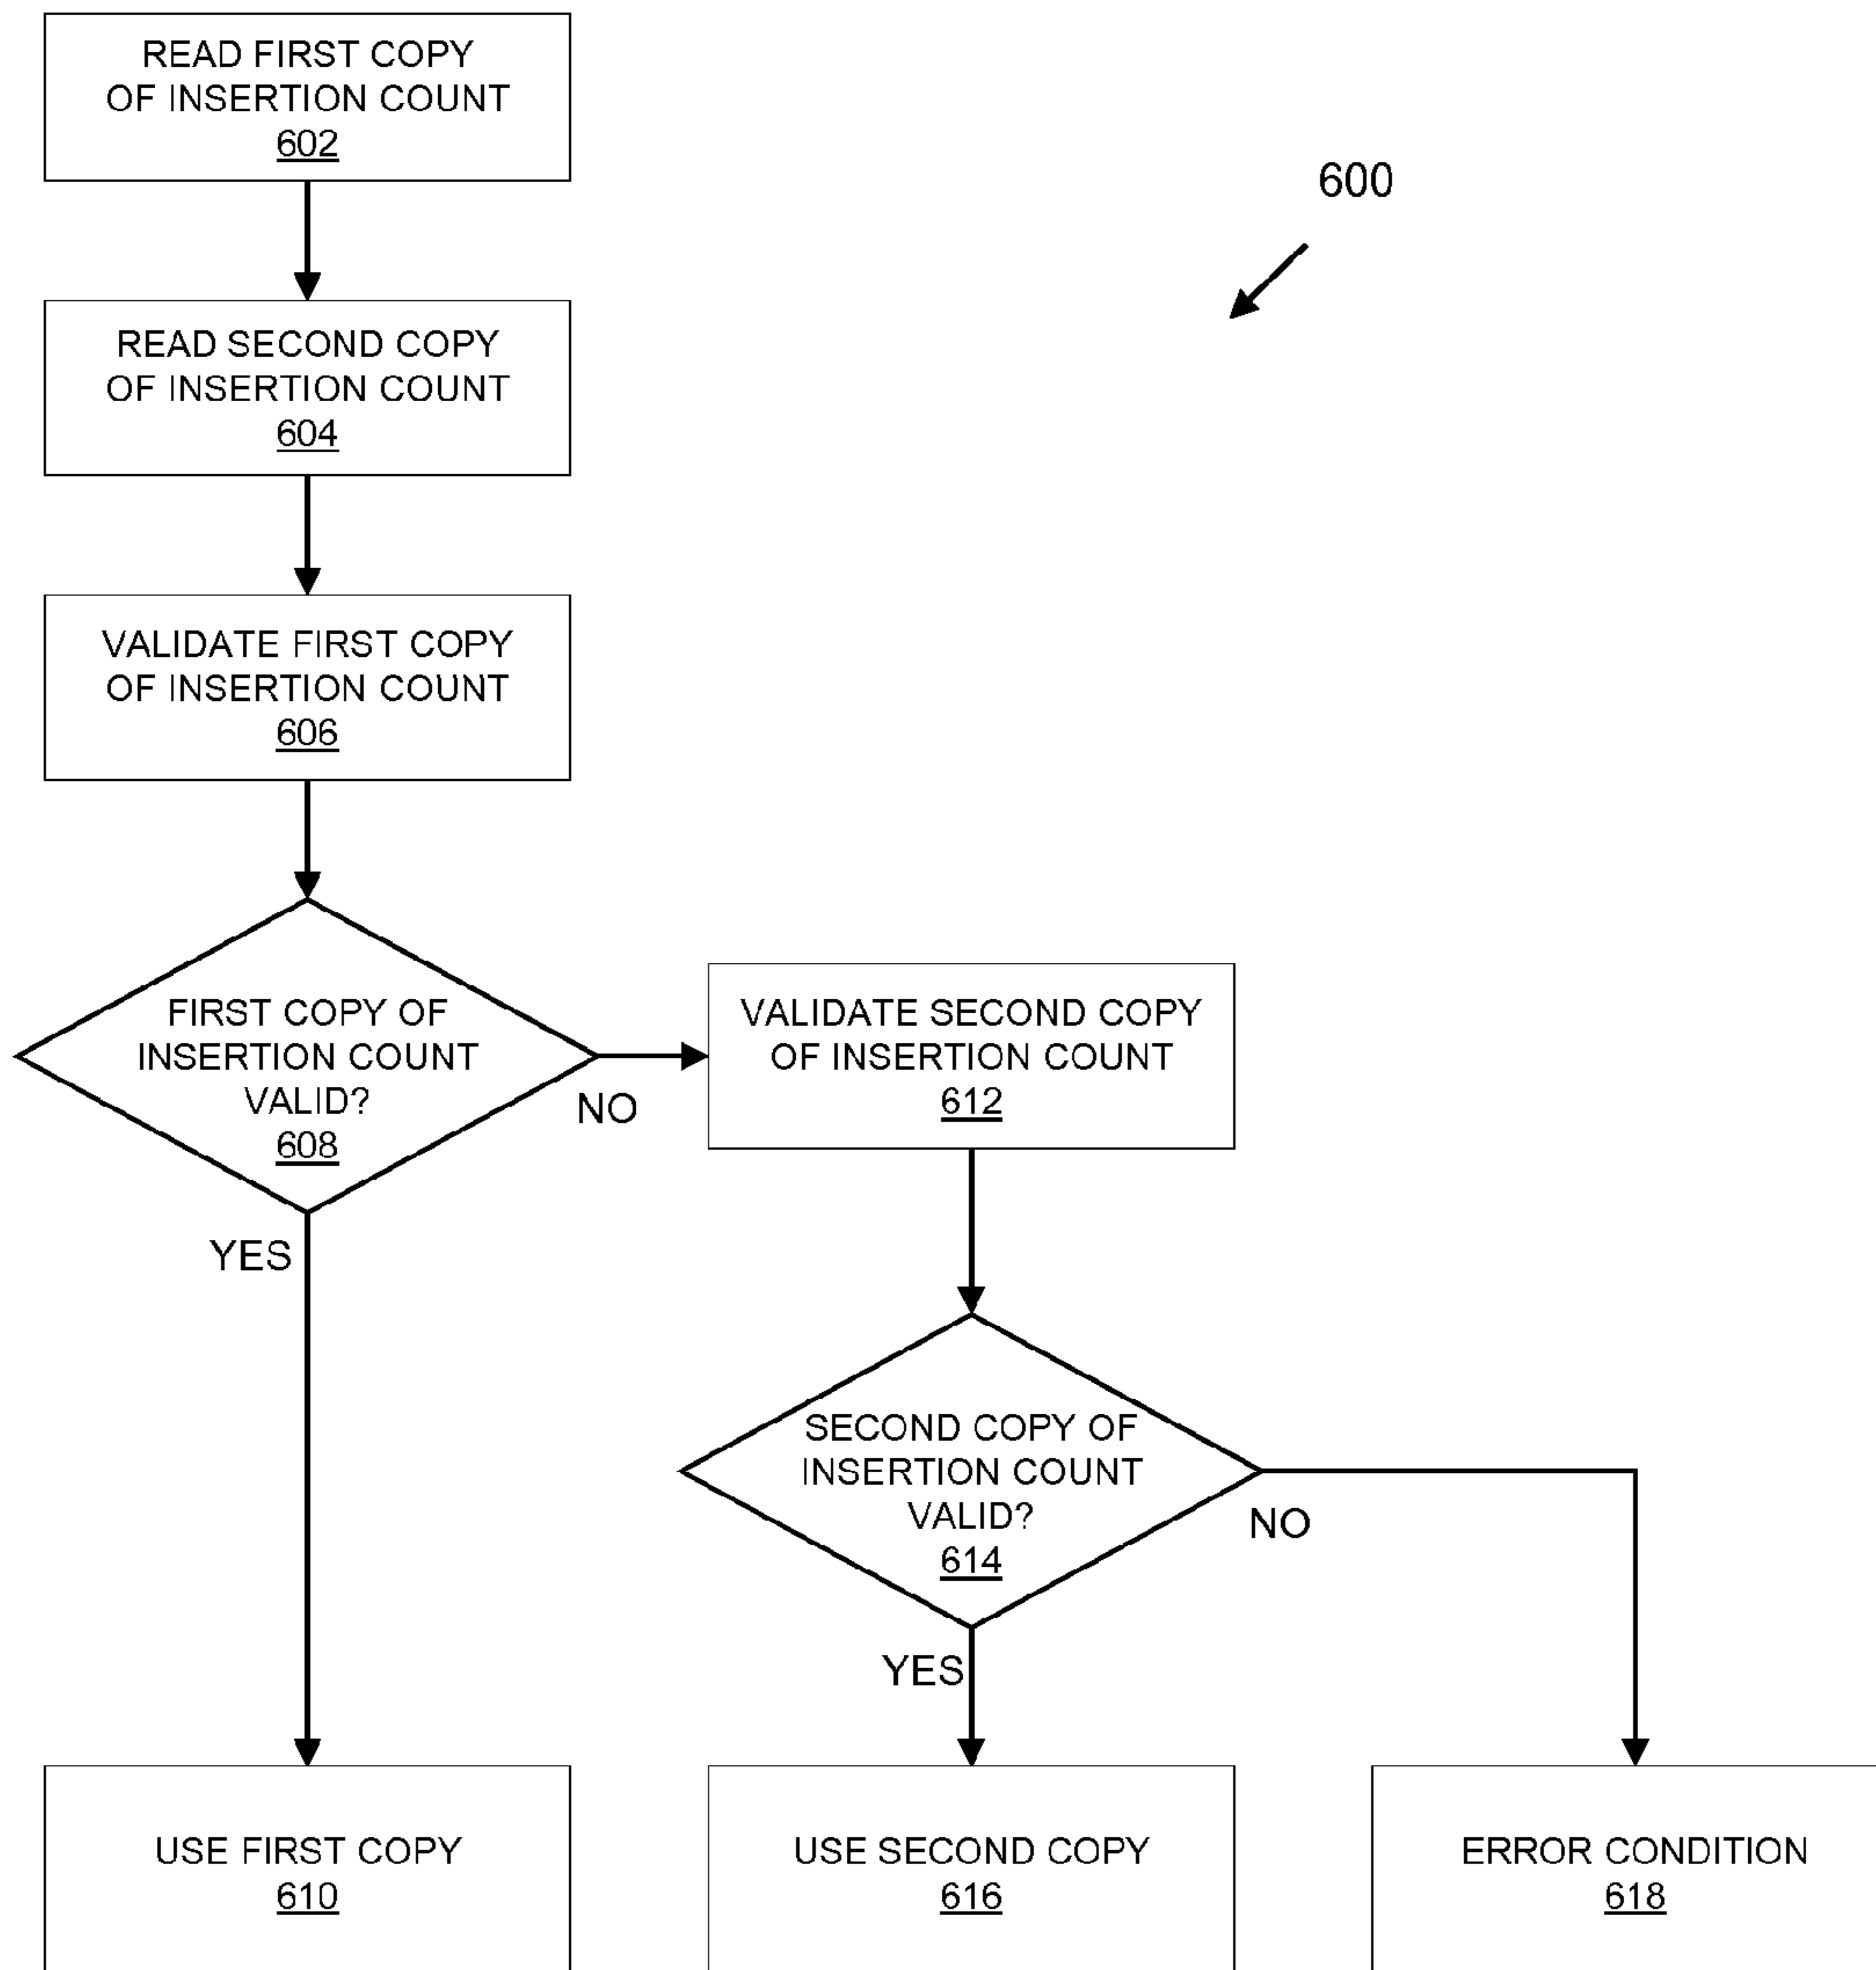 READ FIRST COPY
OF INSERTION COUNT
602
600
READ SECOND COPY
OF INSERTION COUNT
604
VALIDATE FIRST COPY
OF INSERTION COUNT
606
FIRST COPY OF
INSERTION COUNT
VALID?
608
NO
YES
VALIDATE SECOND COPY
OF INSERTION COUNT
612
SECOND COPY OF
INSERTION COUNT
VALID?
614
NO
YES
USE FIRST COPY
610
USE SECOND COPY
616
ERROR CONDITION
618